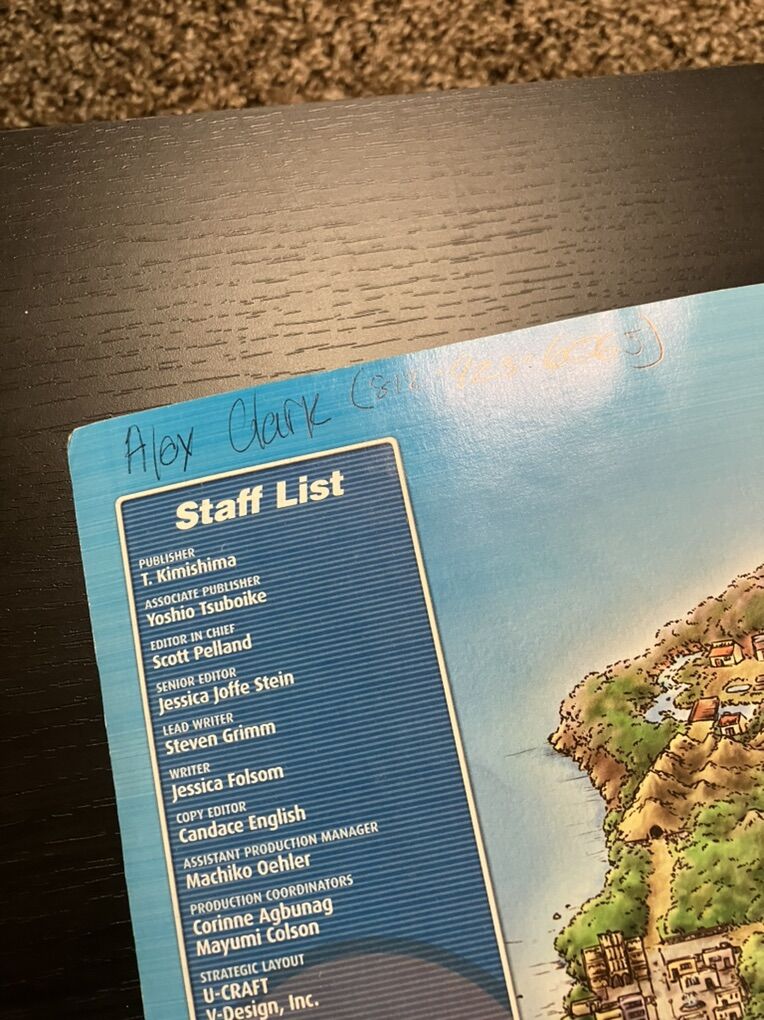 Alex Clark
Staff List
PUBLISHER
T. Kimishima
ASSOCIATE PUBLISHER
Yoshio Tsuboike
EDITOR IN CHIEF
Scott Pelland
SENIOR EDITOR
Jessica Joffe Stein
LEAD WRITER
Steven Grimm
WRITER
Jessica Folsom
COPY EDITOR
Candace English
ASSISTANT PRODUCTION MANAGER
Machiko Oehler
PRODUCTION COORDINATORS
Corinne Agbunag
Mayumi Colson
STRATEGIC LAYOUT
U-CRAFT
V-Design, Inc.